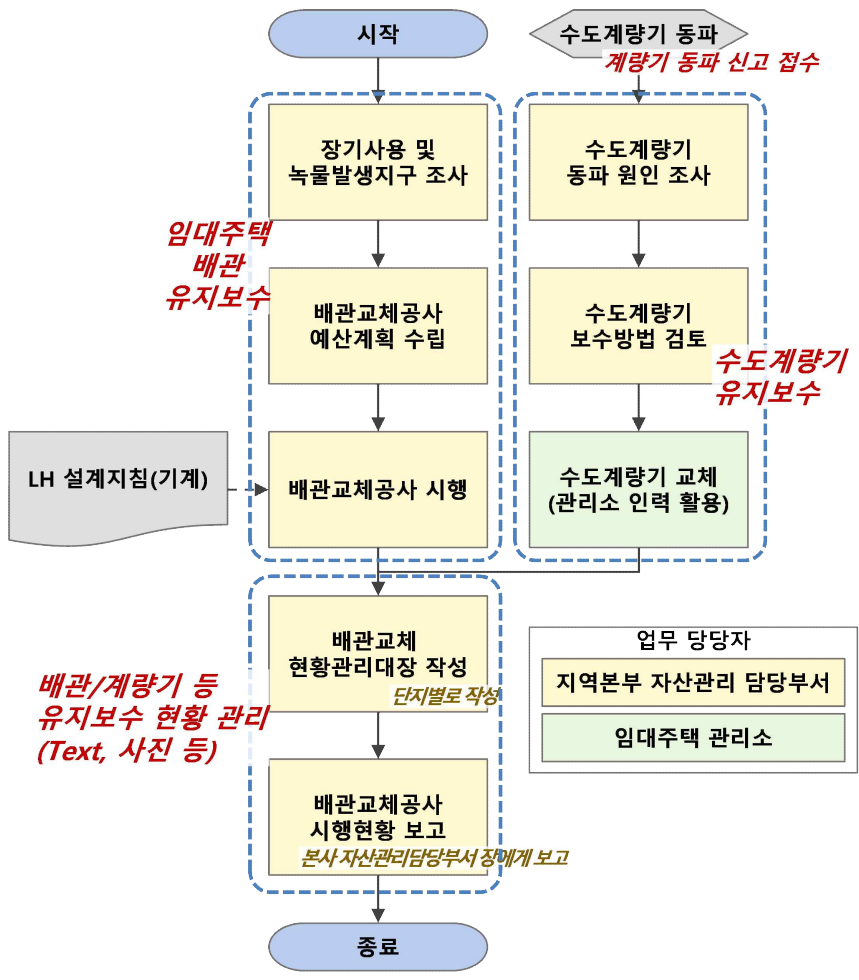 시작
수도계량기 동파
계량기 동파 신고 접수
장기사용 및
녹물발생지구 조사
수도계량기
동파 원인 조사
임대주택
배관
유지보수
배관교체공사
예산계획 수립
수도계량기
보수방법 검토
수도계량기
유지보수
LH 설계지침(기계)
배관교체공사 시행
수도계량기 교체
(관리소 인력 활용)
배관교체
현황관리대장 작성
단지별로 작성
배관/계량기 등
유지보수 현황 관리
(Text, 사진 등)
업무 당당자
지역본부 자산관리 담당부서
임대주택 관리소
배관교체공사
시행현황 보고
본사 자산관리담당부서 장에게 보고
종료